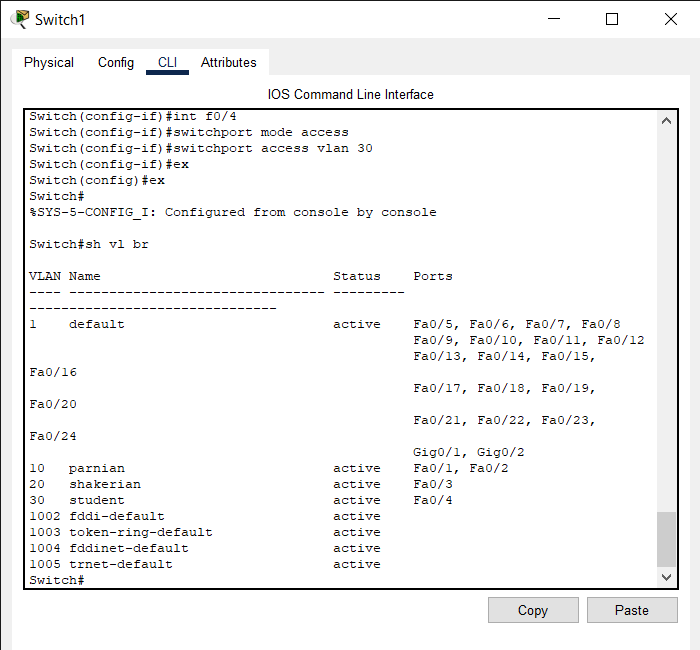 Switch1
Physical Config CLI Attributes
IOS Command Line Interface
Switch(config-if)#int f0/4
Switch(config-if)#switchport mode access
Switch(config-if)#switchport access vlan 30
Switch(config-if)#ex
Switch(config)#ex
Switch#
%SYS-5-CONFIG_I: Configured from console by console
Switch#sh vl br
VLAN Name                             Status    Ports
---- -------------------------------- ---------
-------------------------------
1    default                          active    Fa0/5, Fa0/6, Fa0/7, Fa0/8
                                                Fa0/9, Fa0/10, Fa0/11, Fa0/12
                                                Fa0/13, Fa0/14, Fa0/15,
Fa0/16
                                                Fa0/17, Fa0/18, Fa0/19,
Fa0/20
                                                Fa0/21, Fa0/22, Fa0/23,
Fa0/24
                                                Gig0/1, Gig0/2
10   parnian                          active    Fa0/1, Fa0/2
20   shakerian                        active    Fa0/3
30   student                          active    Fa0/4
1002 fddi-default                     active
1003 token-ring-default               active
1004 fddinet-default                  active
1005 trnet-default                    active
Switch#
Copy Paste